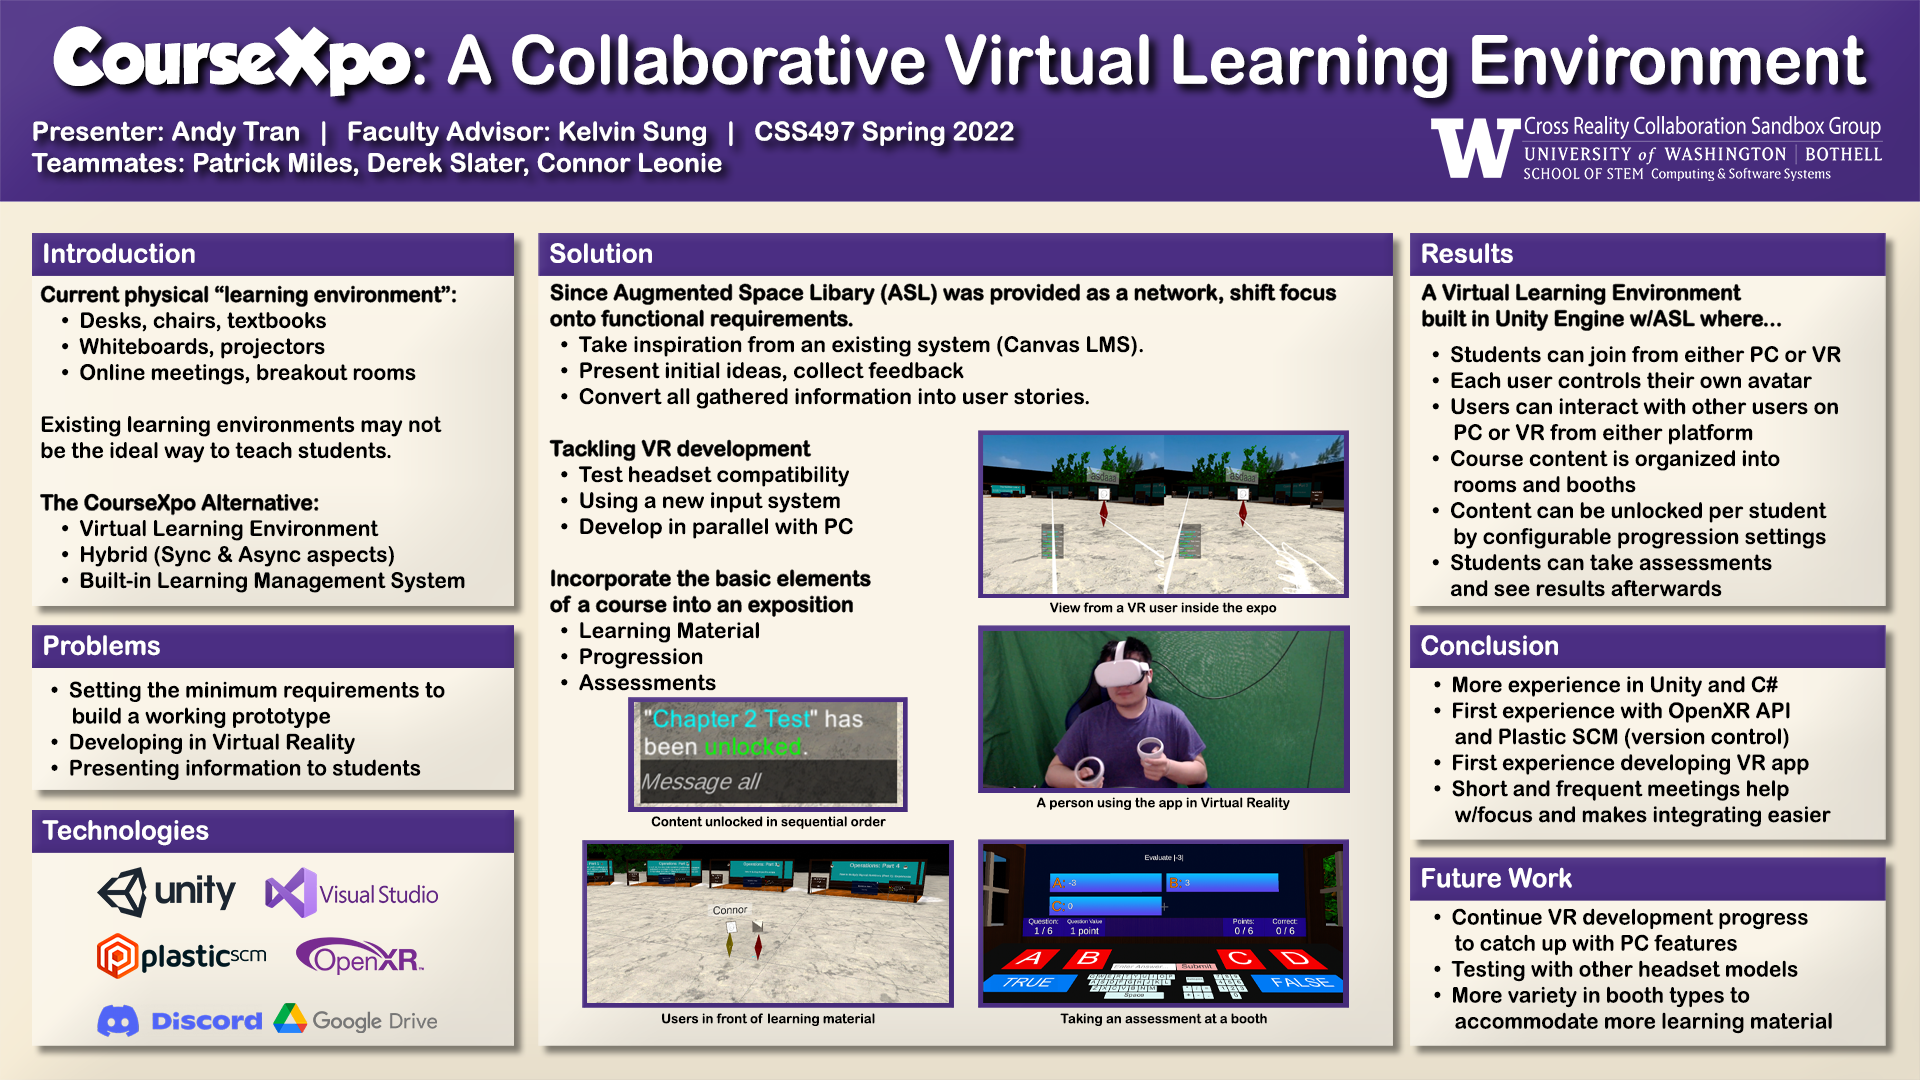 CourseXpo: A Collaborative Virtual Learning Environment
Presenter: Andy Tran | Faculty Advisor: Kelvin Sung | CSS497 Spring 2022
Teammates: Patrick Miles, Derek Slater, Connor Leonie
W
Cross Reality Collaboration Sandbox Group
UNIVERSITY of WASHINGTON | BOTHELL
SCHOOL OF STEM Computing & Software Systems
Introduction
Current physical “learning environment”:
• Desks, chairs, textbooks
• Whiteboards, projectors
• Online meetings, breakout rooms
Existing learning environments may not
be the ideal way to teach students.
The CourseXpo Alternative:
• Virtual Learning Environment
• Hybrid (Sync & Async aspects)
• Built-in Learning Management System
Problems
• Setting the minimum requirements to
build a working prototype
• Developing in Virtual Reality
• Presenting information to students
Technologies
unity
Visual Studio
plasticscm
OpenXR™
Discord
Google Drive
Solution
Since Augmented Space Libary (ASL) was provided as a network, shift focus
onto functional requirements.
• Take inspiration from an existing system (Canvas LMS).
• Present initial ideas, collect feedback
• Convert all gathered information into user stories.
Tackling VR development
• Test headset compatibility
• Using a new input system
• Develop in parallel with PC
Incorporate the basic elements
of a course into an exposition
• Learning Material
• Progression
• Assessments
"Chapter 2 Test" has
been unlocked.
Message all
Content unlocked in sequential order
asdaaa
asdaaa
View from a VR user inside the expo
A person using the app in Virtual Reality
Operations: Part 4
Connor
Users in front of learning material
Evaluate |-3|
A: -3
B: 3
C: 0
Question: Question Value Points: Correct:
1 / 6 1 point 0 / 6 0 / 6
A B Enter Answer... Submit C D
TRUE Space FALSE
Taking an assessment at a booth
Results
A Virtual Learning Environment
built in Unity Engine w/ASL where...
• Students can join from either PC or VR
• Each user controls their own avatar
• Users can interact with other users on
PC or VR from either platform
• Course content is organized into
rooms and booths
• Content can be unlocked per student
by configurable progression settings
• Students can take assessments
and see results afterwards
Conclusion
• More experience in Unity and C#
• First experience with OpenXR API
and Plastic SCM (version control)
• First experience developing VR app
• Short and frequent meetings help
w/focus and makes integrating easier
Future Work
• Continue VR development progress
to catch up with PC features
• Testing with other headset models
• More variety in booth types to
accommodate more learning material